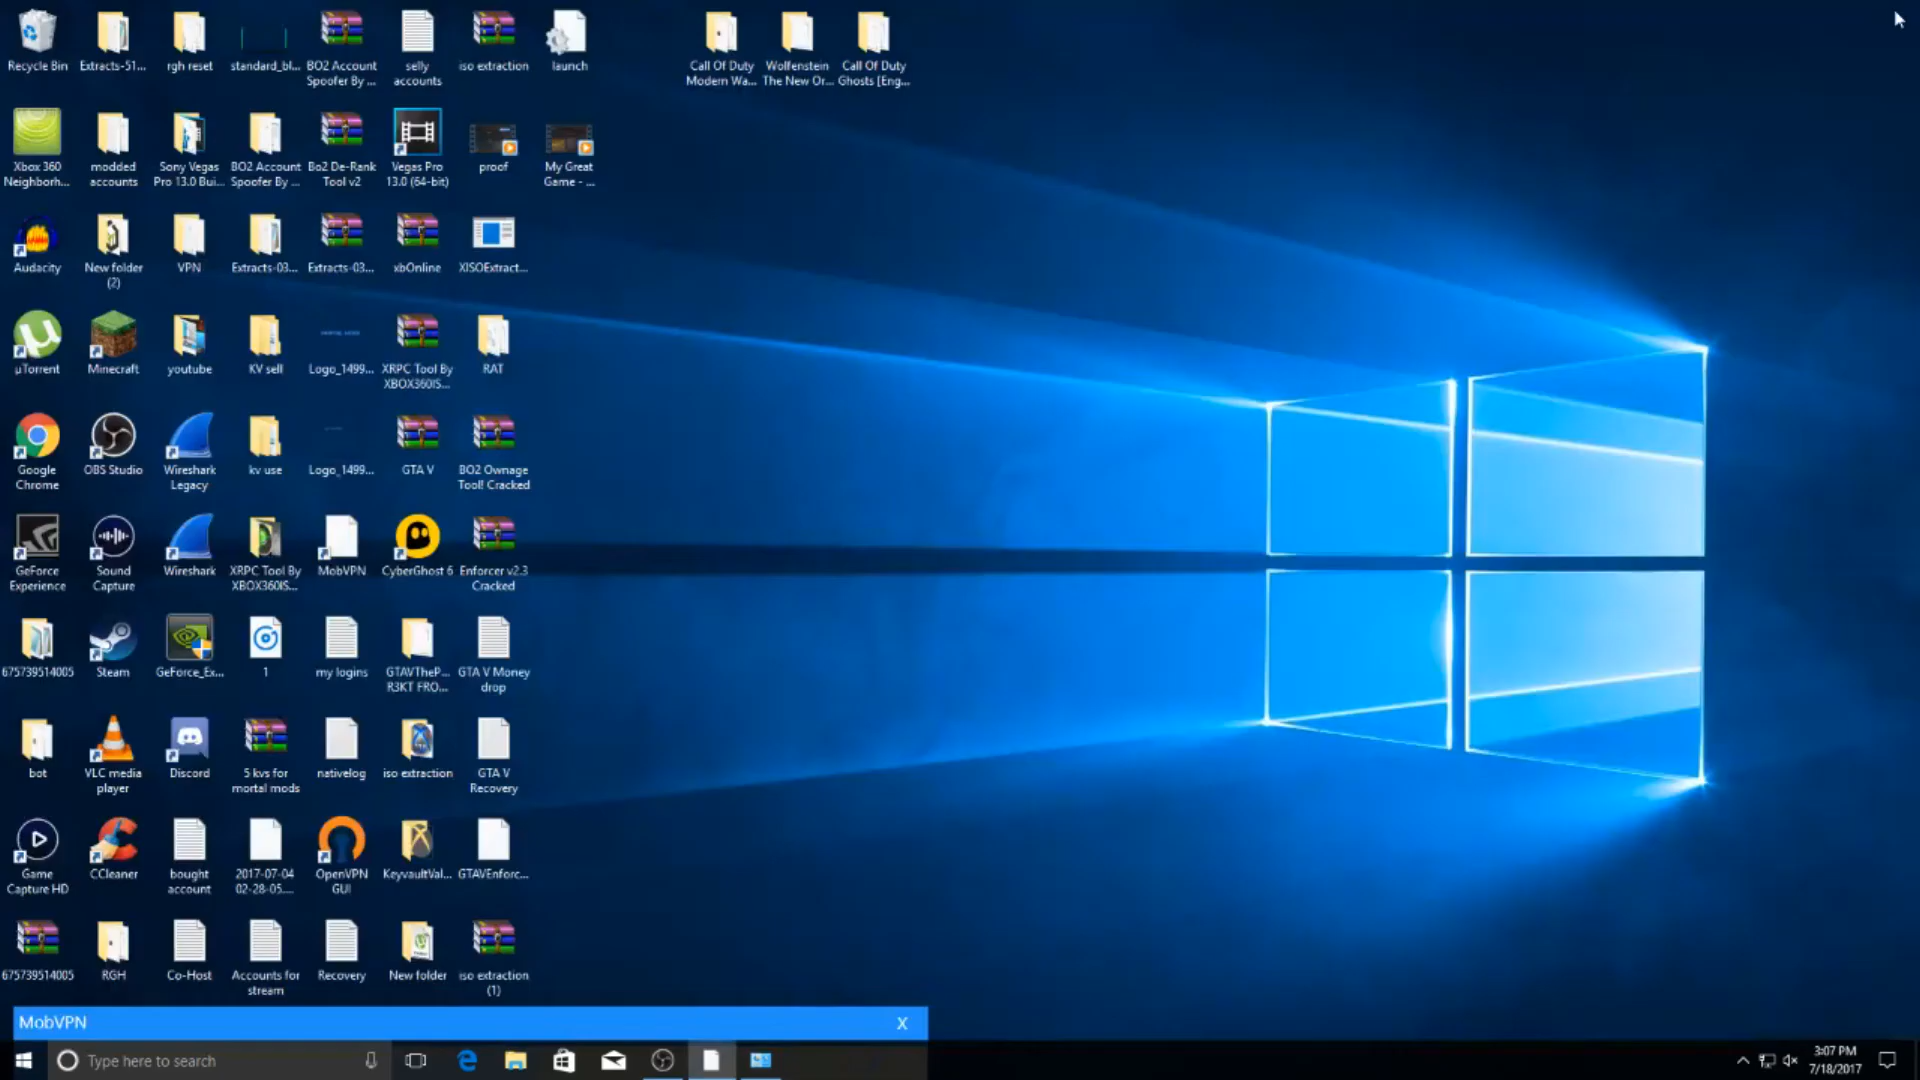 Recycle Bin
Extracts-51...
rgh reset
standard_bl...
BO2 Account
Spoofer By ...
selly
accounts
iso extraction
launch
Call Of Duty
Modern Wa...
Wolfenstein
The New Or...
Call Of Duty
Ghosts [Eng...
Xbox 360
Neighborh...
modded
accounts
Sony Vegas
Pro 13.0 Bui...
BO2 Account
Spoofer By ...
Bo2 De-Rank
Tool v2
Vegas Pro
13.0 (64-bit)
proof
My Great
Game - ...
Audacity
New folder
(2)
VPN
Extracts-03...
Extracts-03...
xbOnline
XISOExtract...
µTorrent
Minecraft
youtube
KV sell
Logo_1499...
XRPC Tool By
XBOX360IS...
RAT
Google
Chrome
OBS Studio
Wireshark
Legacy
kv use
Logo_1499...
GTA V
BO2 Ownage
Tool! Cracked
GeForce
Experience
Sound
Capture
Wireshark
XRPC Tool By
XBOX360IS...
MobVPN
CyberGhost 6
Enforcer v2.3
Cracked
675739514005
Steam
GeForce_Ex...
1
my logins
GTAVTheP...
R3KT FRO...
GTA V Money
drop
bot
VLC media
player
Discord
5 kvs for
mortal mods
nativelog
iso extraction
GTA V
Recovery
Game
Capture HD
CCleaner
bought
account
2017-07-04
02-28-05....
OpenVPN
GUI
KeyvaultVal...
GTAVEnforc...
675739514005
RGH
Co-Host
Accounts for
stream
Recovery
New folder
iso extraction
(1)
MobVPN
X
Type here to search
3:07 PM
7/18/2017